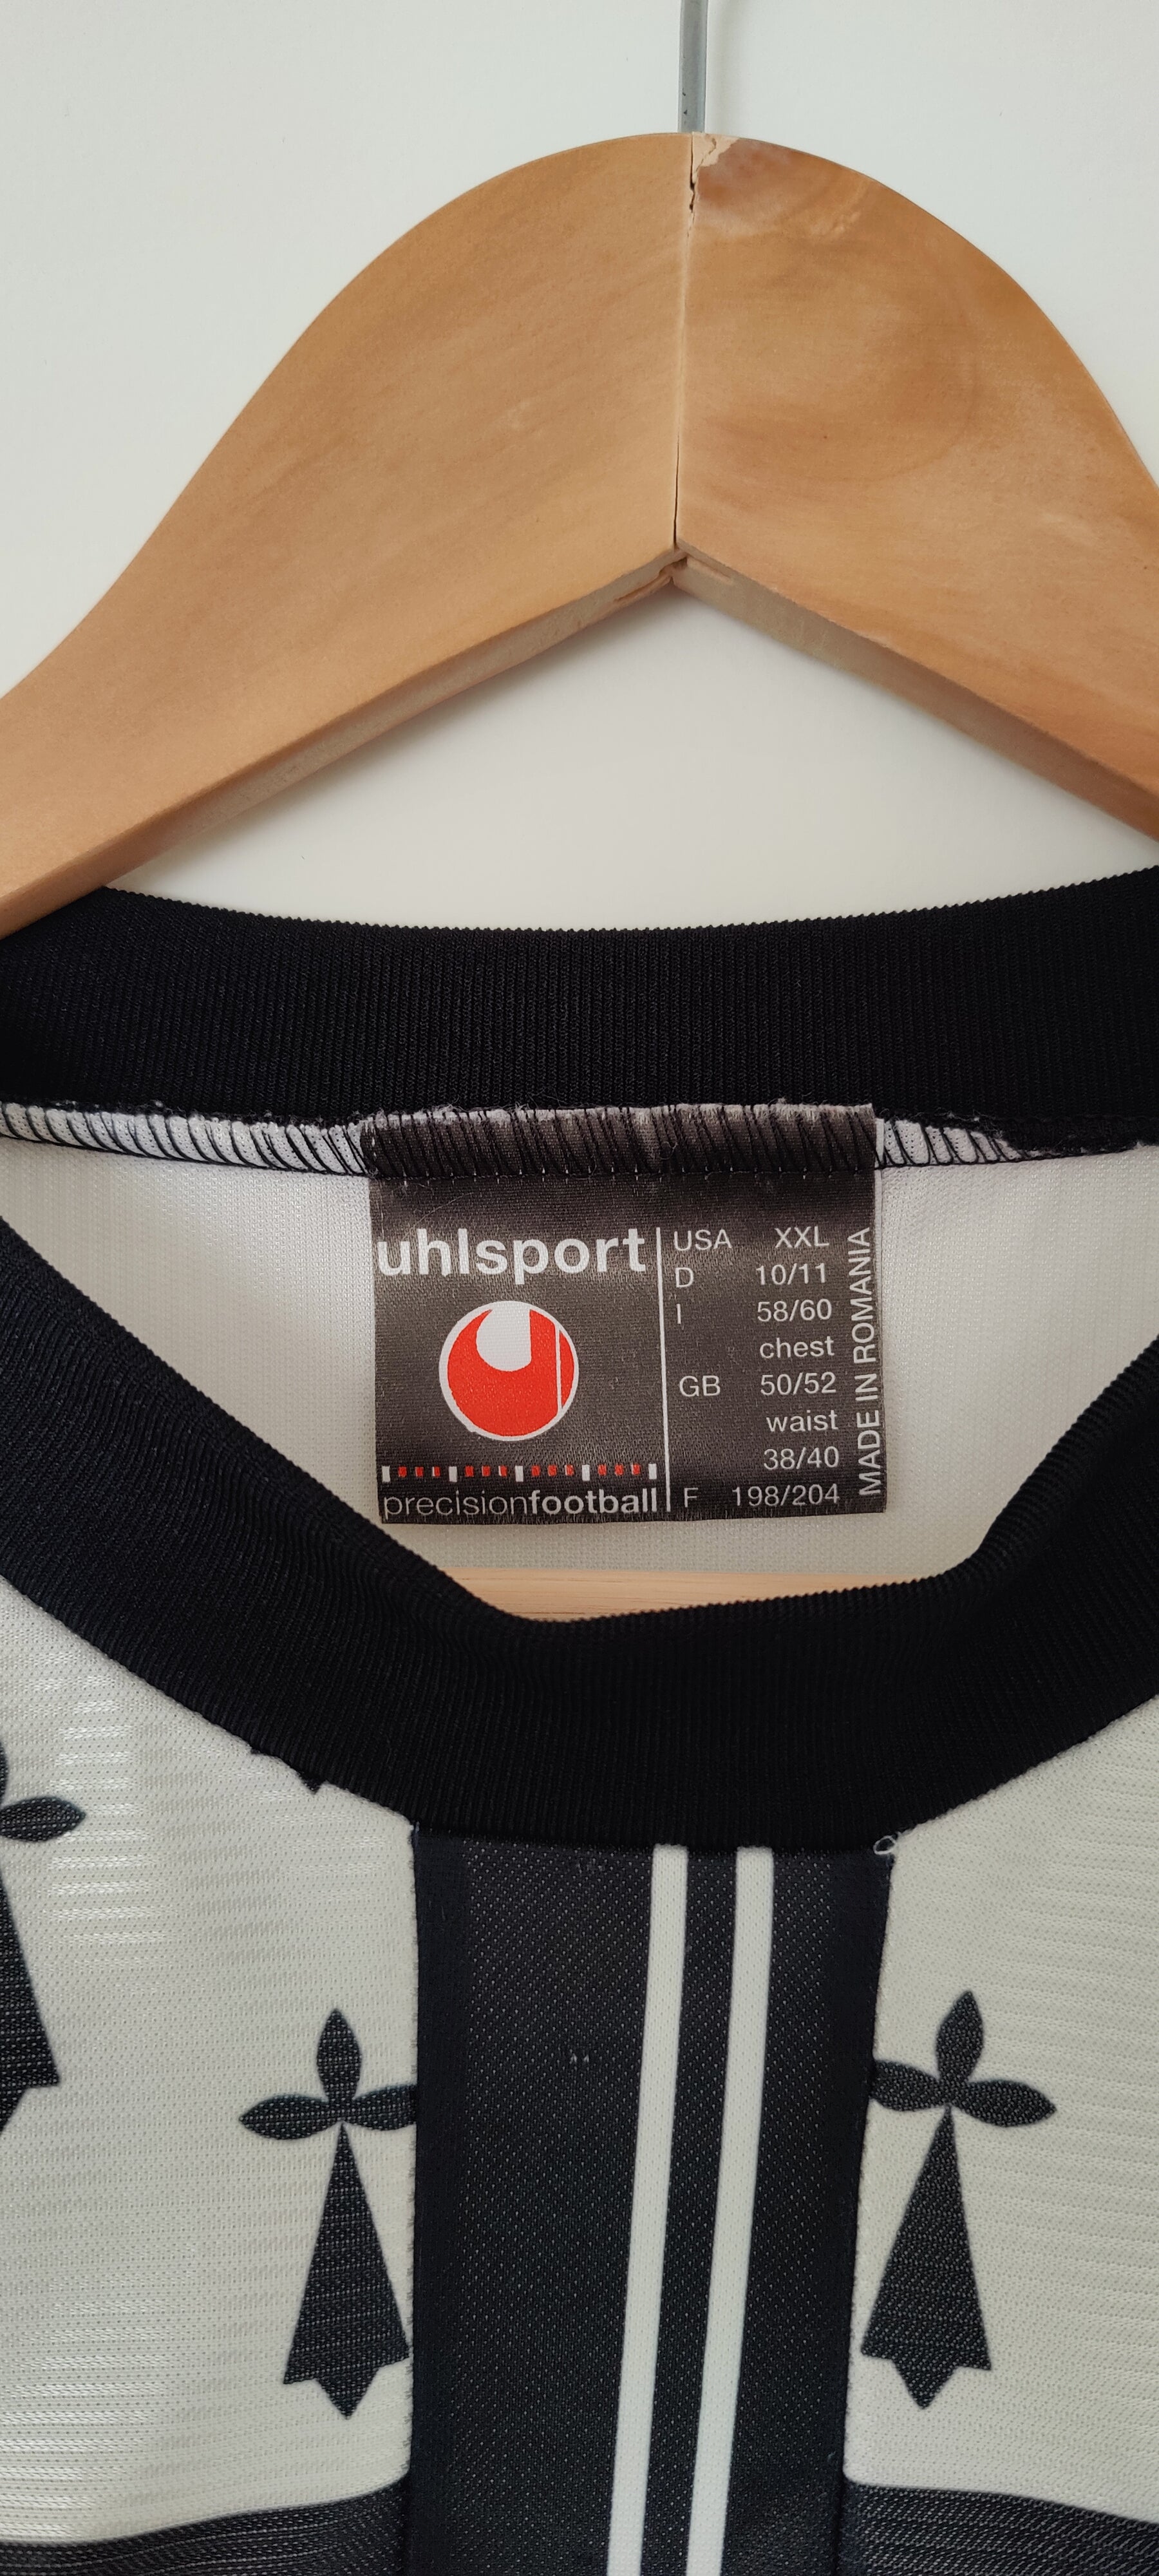 uhlsport
precisionfootball
USA XXL
D 10/11
I 58/60
chest
GB 50/52
waist
38/40
F 198/204
MADE IN ROMANIA